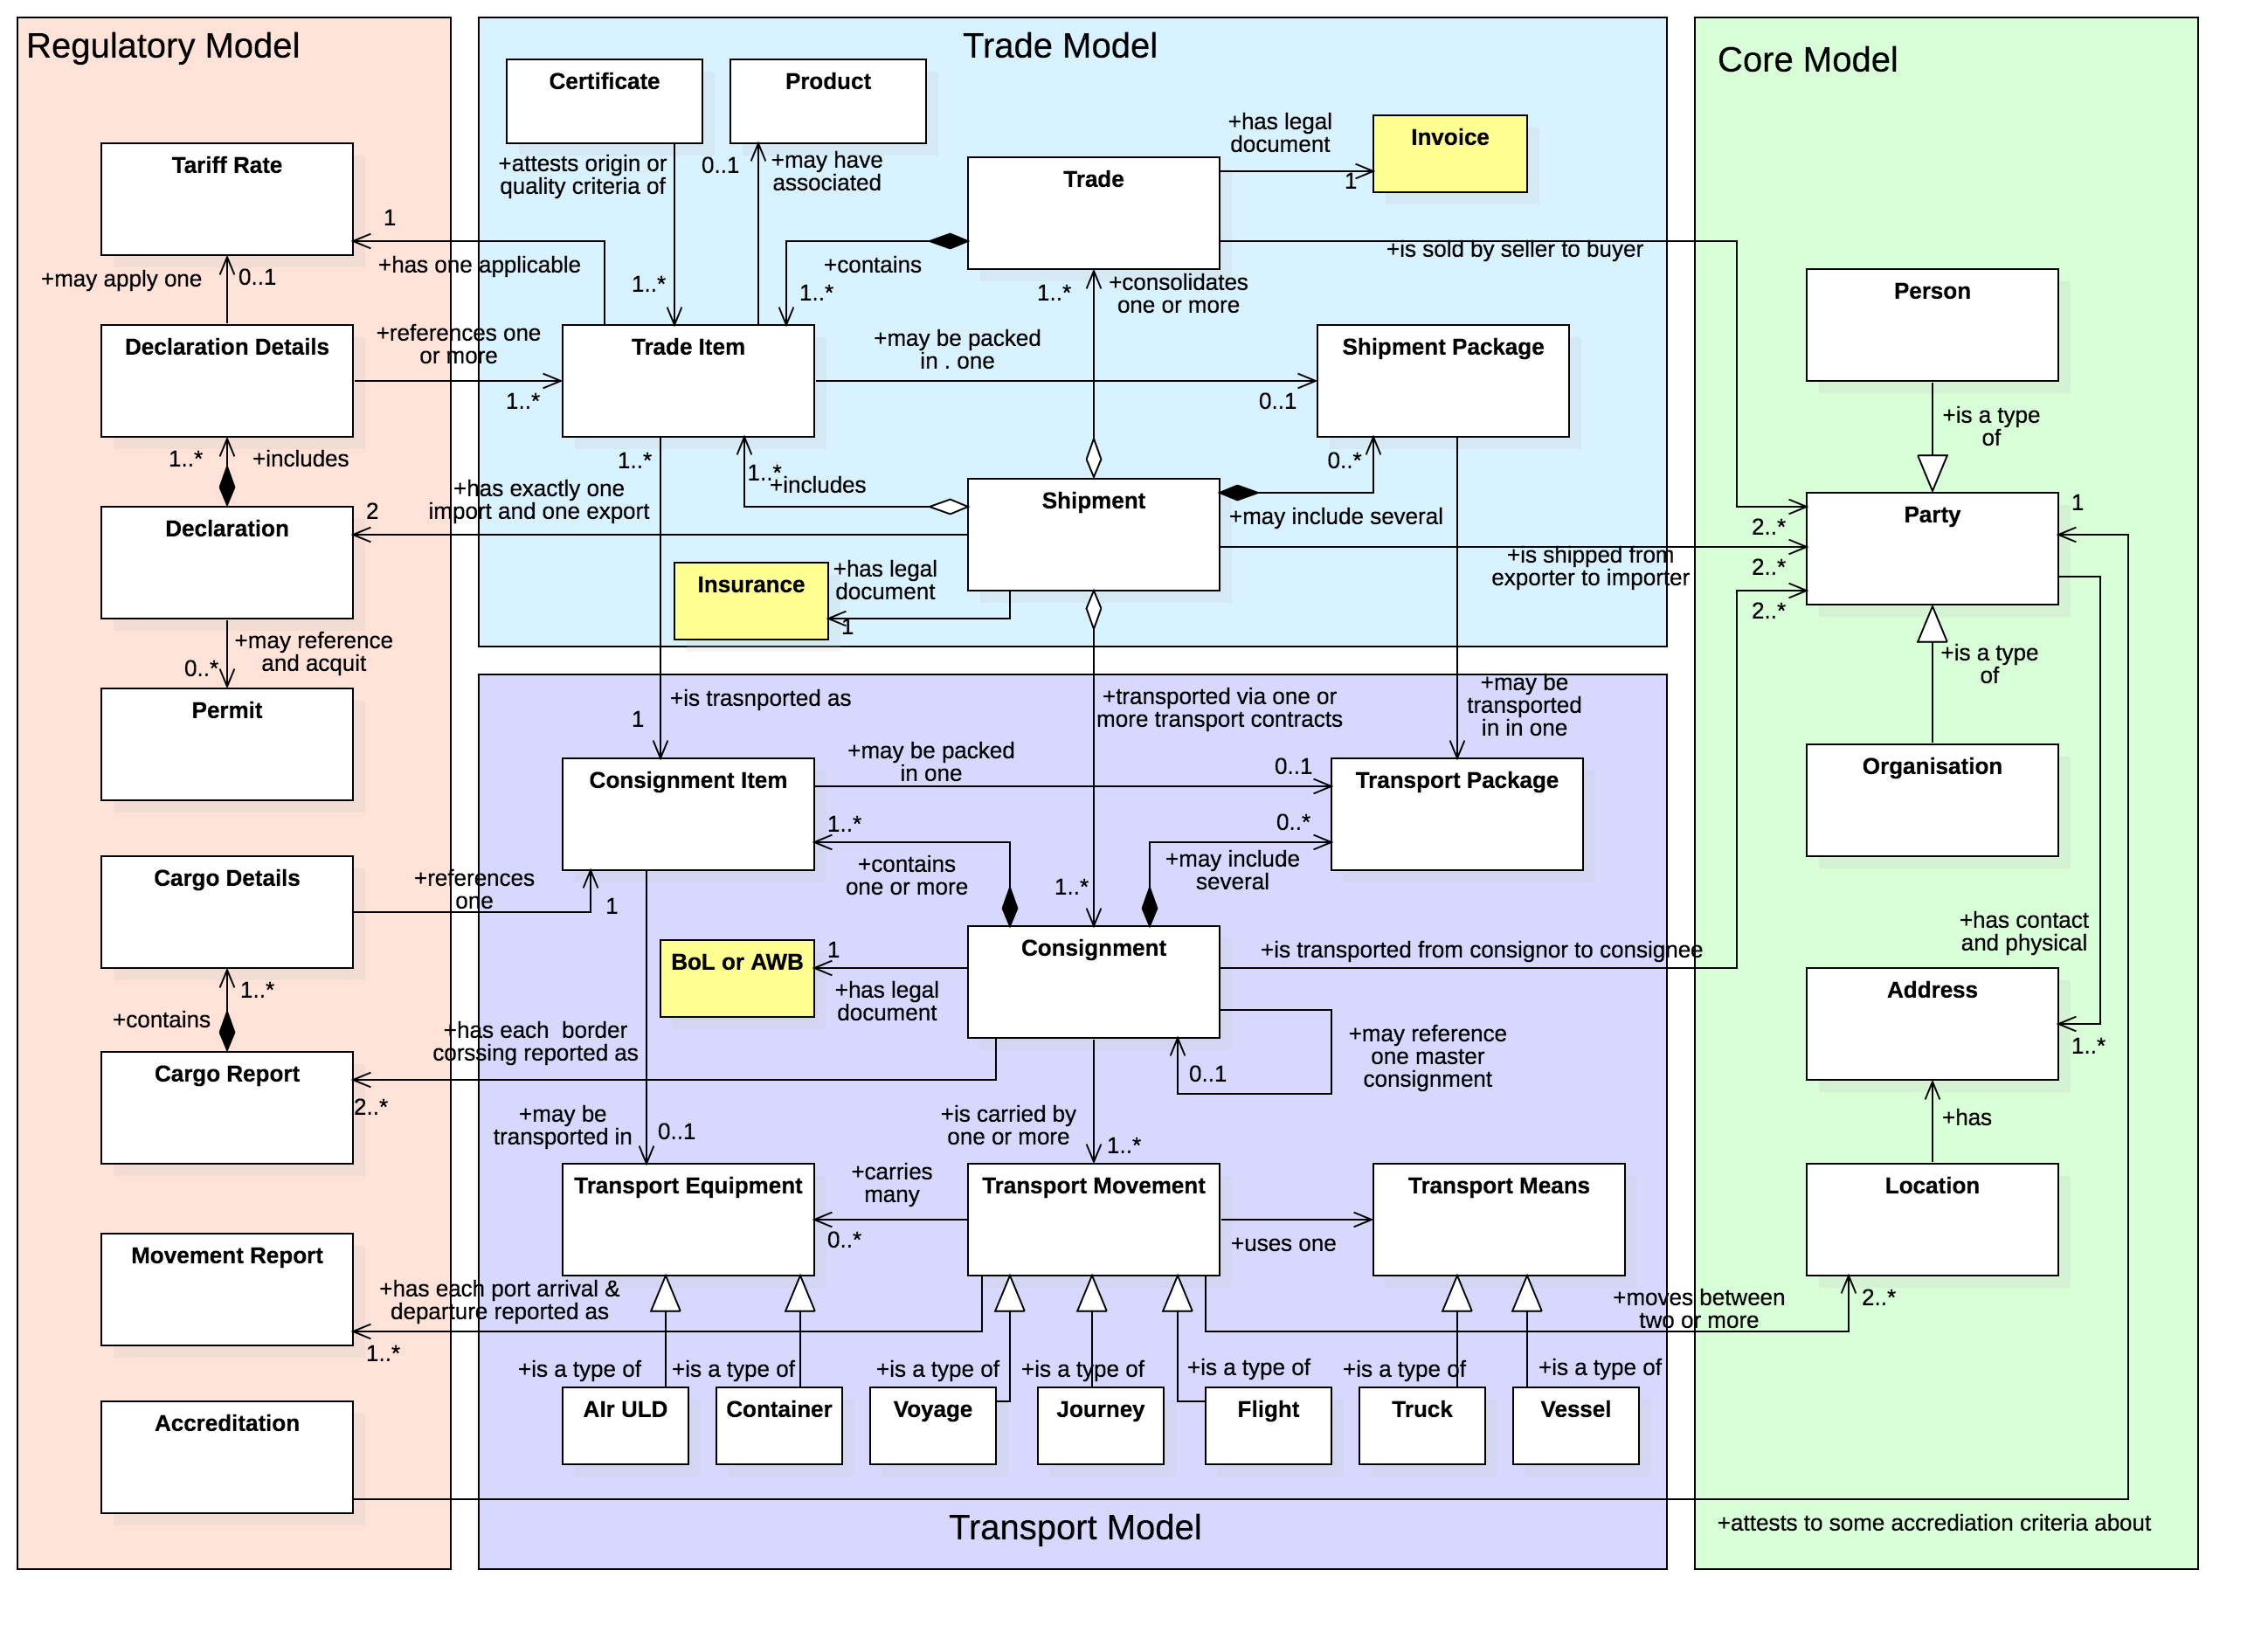 Regulatory Model
Trade Model
Core Model
Certificate
Product
+attests origin or
quality criteria of
0..1
+may have
associated
+has legal
document
1
Invoice
Tariff Rate
Trade
1
+has one applicable
+contains
1..*
1..*
+is sold by seller to buyer
+may apply one
0..1
1..*
+consolidates
one or more
Person
Declaration Details
+references one
or more
1..*
Trade Item
+may be packed
in . one
0..1
Shipment Package
+is a type
of
1..*
+includes
1..*
1..*
+includes
0..*
+may include several
+has exactly one
import and one export
2
Declaration
Shipment
Party
1
2..*
+is shipped from
exporter to importer
2..*
2..*
Insurance
+has legal
document
1
+may reference
and acquit
0..*
+is a type
of
Permit
+is trasnported as
1
+transported via one or
more transport contracts
+may be
transported
in in one
Consignment Item
+may be packed
in one
0..1
Transport Package
Organisation
1..*
+contains
one or more
0..*
+may include
several
1..*
Cargo Details
+references
one
1
BoL or AWB
1
+has legal
document
Consignment
+is transported from consignor to consignee
+has contact
and physical
Address
1..*
1..*
+contains
+has each  border
corssing reported as
2..*
Cargo Report
+may reference
one master
consignment
0..1
+may be
transported in
0..1
+is carried by
one or more
1..*
+has
Transport Equipment
+carries
many
0..*
Transport Movement
+uses one
Transport Means
Location
Movement Report
+has each port arrival &
departure reported as
1..*
+moves between
two or more
2..*
+is a type of
+is a type of
+is a type of
+is a type of
+is a type of
+is a type of
+is a type of
Accreditation
AIr ULD
Container
Voyage
Journey
Flight
Truck
Vessel
Transport Model
+attests to some accrediation criteria about